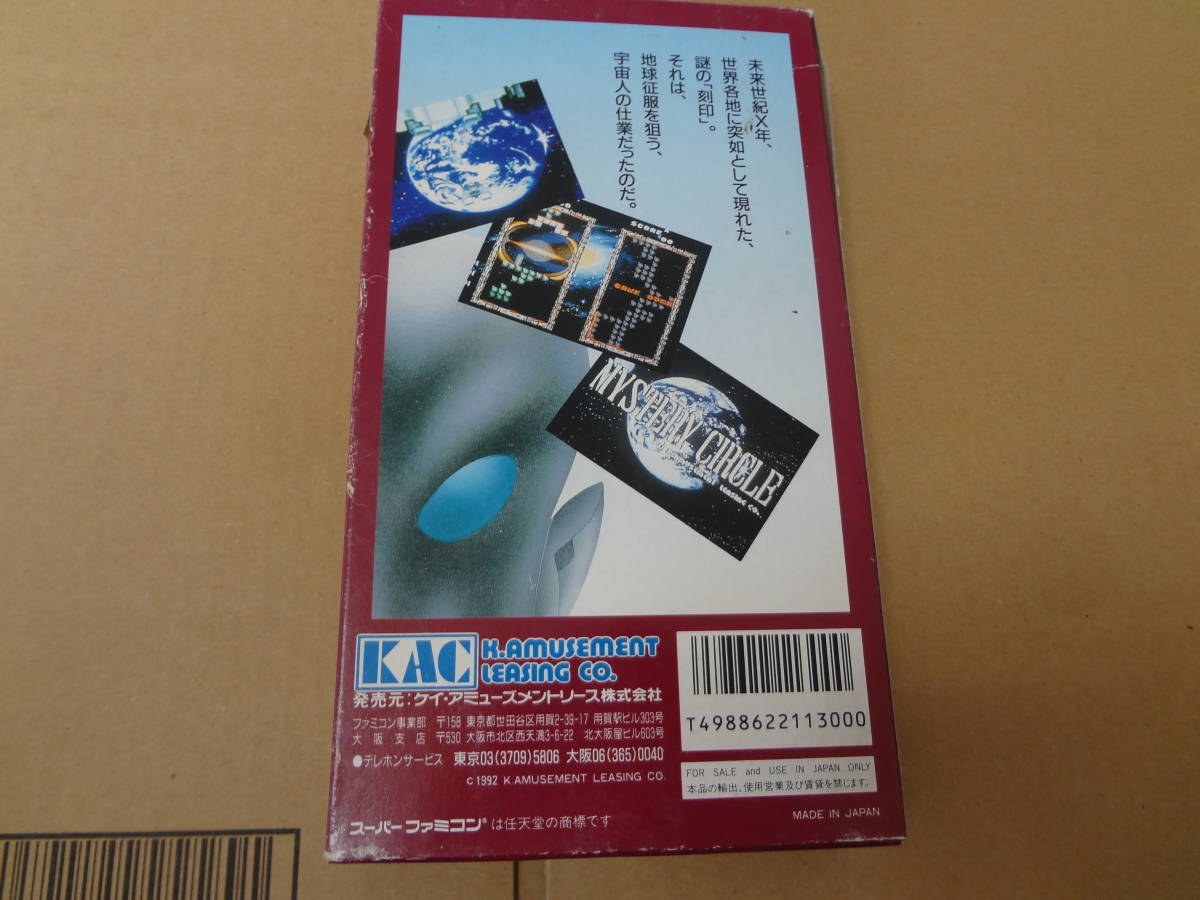 未来世紀X年、
世界各地に突如として現れた、
謎の「刻印」。
それは、
地球征服を狙う、
宇宙人の仕業だったのだ。
SCORE
GAME OVER
MYSTERY CIRCLE
LEASING CO.
KAC
K.AMUSEMENT
LEASING CO.
発売元:ケイ・アミューズメントリース株式会社
ファミコン事業部 〒158 東京都世田谷区用賀2-39-17 用賀駅ビル303号
大阪支店 〒530 大阪市北区西天満3-6-22 北大阪屋ビル603号
●テレホンサービス 東京03(3709)5806 大阪06(365)0040
©1992 K.AMUSEMENT LEASING CO.
T4988622113000
FOR SALE and USE IN JAPAN ONLY
本品の輸出、使用営業及び賃貸を禁じます。
MADE IN JAPAN
スーパーファミコン®は任天堂の商標です